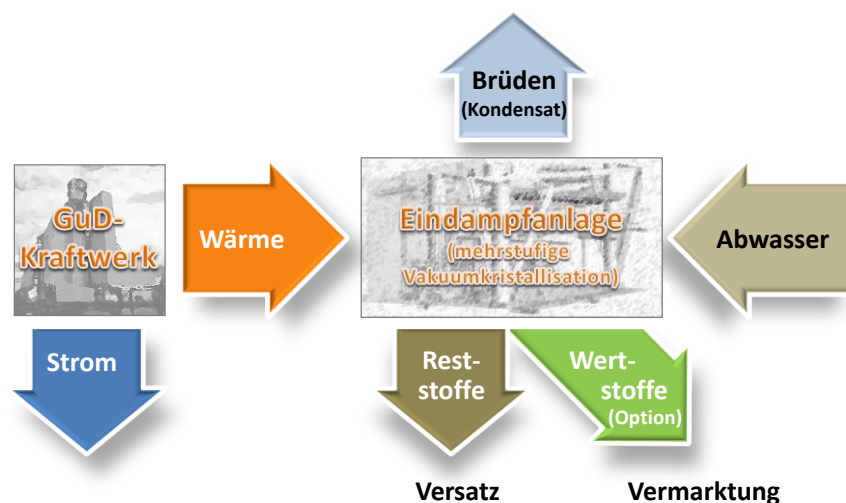 Brüden
(Kondensat)
GuD-
Kraftwerk
Wärme
Eindampfanlage
(mehrstufige
Vakuumkristallisation)
Abwasser
Strom
Rest-
stoffe
Wert-
stoffe
(Option)
Versatz
Vermarktung